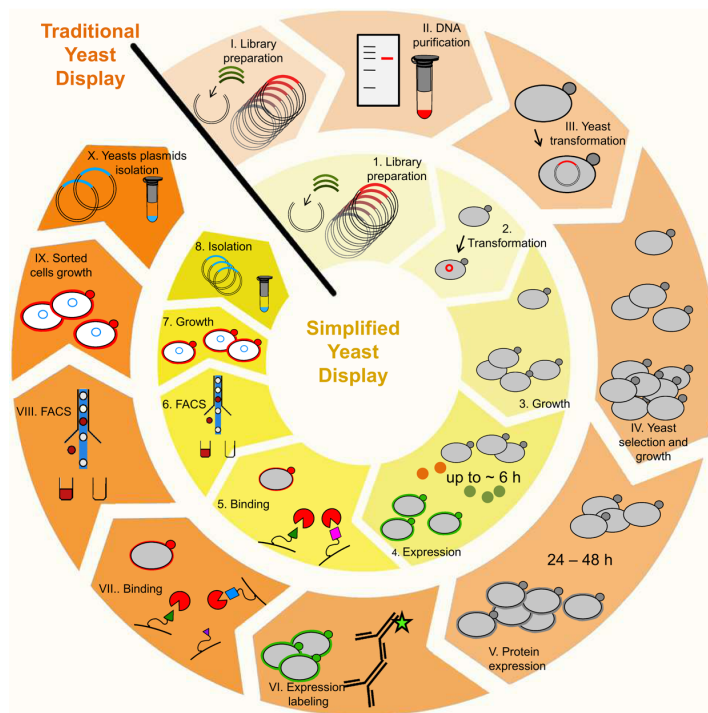 Traditional
Yeast
Display
I. Library
preparation
II. DNA
purification
III. Yeast
transformation
IV. Yeast
selection and
growth
24 – 48 h
V. Protein
expression
VI. Expression
labeling
VII.. Binding
VIII. FACS
IX. Sorted
cells growth
X. Yeasts plasmids
isolation
Simplified
Yeast
Display
1. Library
preparation
2.
Transformation
3. Growth
up to ~ 6 h
4. Expression
5. Binding
6. FACS
7. Growth
8. Isolation